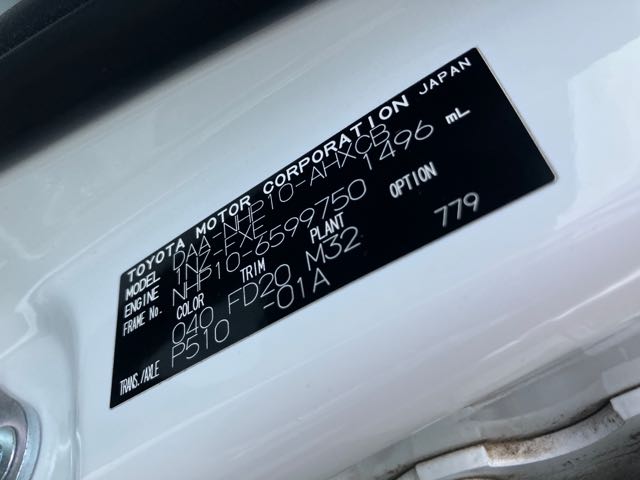 TOYOTA MOTOR CORPORATION JAPAN
MODEL DAA-NHP10-AHXCB
ENGINE 1NZ-FXE 1496 mL
FRAME No. NHP10-6599750
COLOR TRIM PLANT OPTION
040 FD20 M32 779
TRANS./AXLE P510 -01A